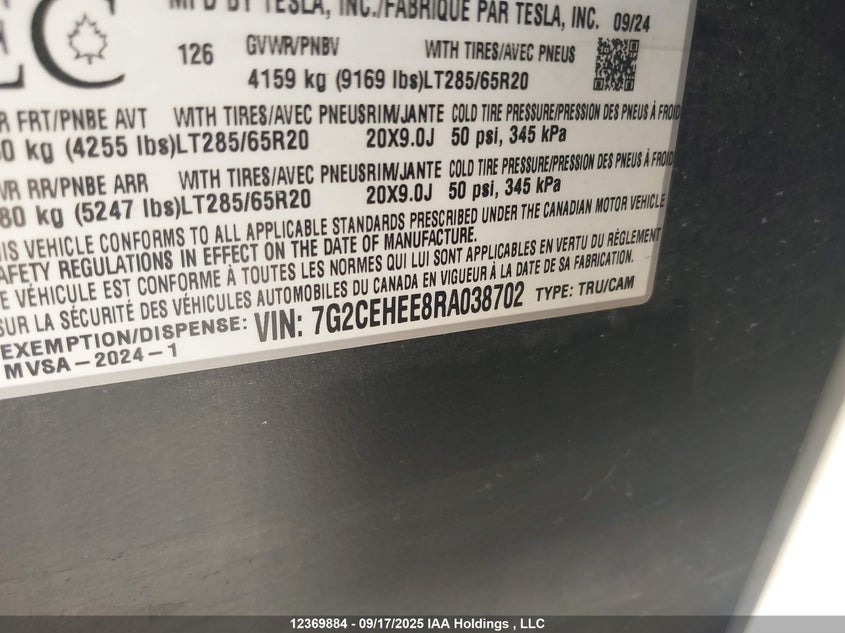 MFD BY TESLA, INC./FABRIQUÉ PAR TESLA, INC. 09/24
126 GVWR/PNBV WITH TIRES/AVEC PNEUS
4159 kg (9169 lbs)LT285/65R20
R FRT/PNBE AVT WITH TIRES/AVEC PNEUSRIM/JANTE COLD TIRE PRESSURE/PRESSION DES PNEUS À FROID
0 kg (4255 lbs)LT285/65R20 20X9.0J 50 psi, 345 kPa
WR RR/PNBE ARR WITH TIRES/AVEC PNEUSRIM/JANTE COLD TIRE PRESSURE/PRESSION DES PNEUS À FROID
80 kg (5247 lbs)LT285/65R20 20X9.0J 50 psi, 345 kPa
HIS VEHICLE CONFORMS TO ALL APPLICABLE STANDARDS PRESCRIBED UNDER THE CANADIAN MOTOR VEHICLE
AFETY REGULATIONS IN EFFECT ON THE DATE OF MANUFACTURE.
E VÉHICULE EST CONFORME À TOUTES LES NORMES QUI LUI SONT APPLICABLES EN VERTU DU RÈGLEMENT
SUR LA SÉCURITÉ DES VÉHICULES AUTOMOBILES DU CANADA EN VIGUEUR À LA DATE DE SA FABRICATION.
EXEMPTION/DISPENSE: VIN: 7G2CEHEE8RA038702 TYPE: TRU/CAM
MVSA-2024-1
12369884 - 09/17/2025 IAA Holdings , LLC